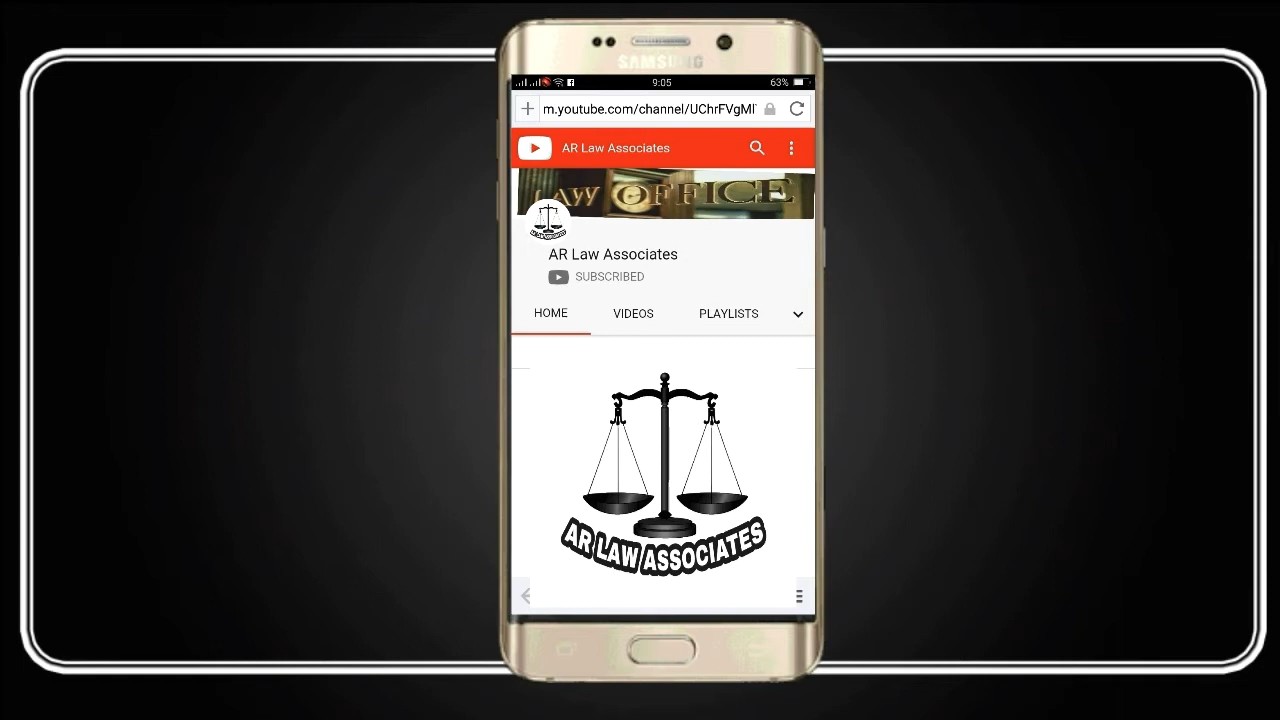 SAMSUNG
9:05
63%
m.youtube.com/channel/UChrFVgMI
AR Law Associates
LAW OFFICE
AR Law Associates
SUBSCRIBED
HOME
VIDEOS
PLAYLISTS
AR LAW ASSOCIATES